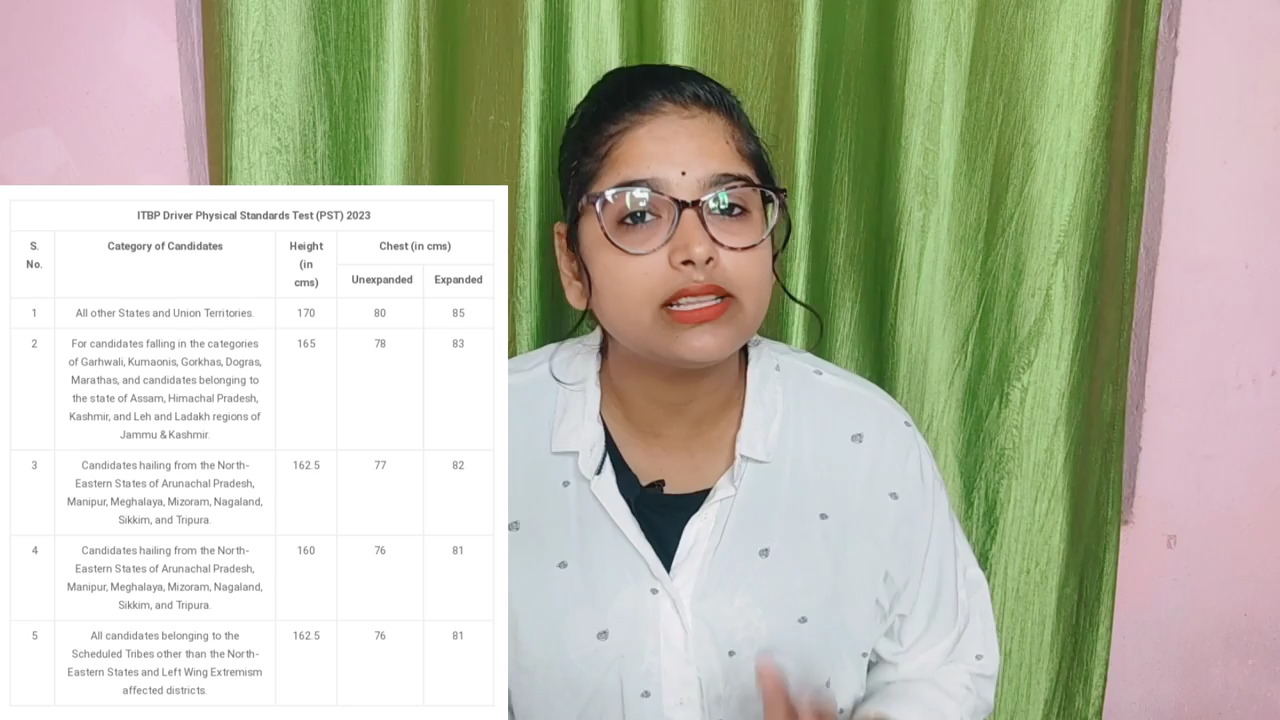 ITBP Driver Physical Standards Test (PST) 2023
S. No.
Category of Candidates
Height (in cms)
Chest (in cms)
Unexpanded
Expanded
1
All other States and Union Territories.
170
80
85
2
For candidates falling in the categories
of Garhwali, Kumaonis, Gorkhas, Dogras,
Marathas, and candidates belonging to
the state of Assam, Himachal Pradesh,
Kashmir, and Leh and Ladakh regions of
Jammu & Kashmir.
165
78
83
3
Candidates hailing from the North-
Eastern States of Arunachal Pradesh,
Manipur, Meghalaya, Mizoram, Nagaland,
Sikkim, and Tripura.
162.5
77
82
4
Candidates hailing from the North-
Eastern States of Arunachal Pradesh,
Manipur, Meghalaya, Mizoram, Nagaland,
Sikkim, and Tripura.
160
76
81
5
All candidates belonging to the
Scheduled Tribes other than the North-
Eastern States and Left Wing Extremism
affected districts.
162.5
76
81